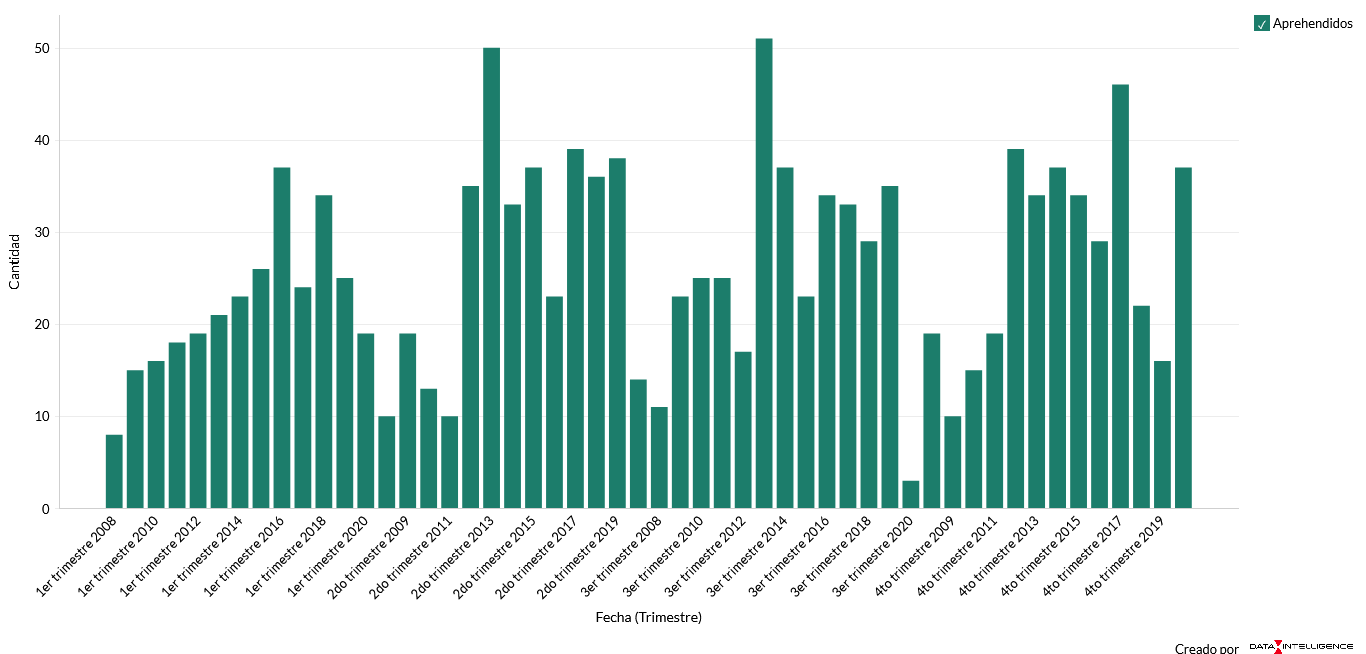 Aprehendidos
50
40
30
20
10
0
Cantidad
1er trimestre 2008
1er trimestre 2010
1er trimestre 2012
1er trimestre 2014
1er trimestre 2016
1er trimestre 2018
1er trimestre 2020
2do trimestre 2009
2do trimestre 2011
2do trimestre 2013
2do trimestre 2015
2do trimestre 2017
2do trimestre 2019
3er trimestre 2008
3er trimestre 2010
3er trimestre 2012
3er trimestre 2014
3er trimestre 2016
3er trimestre 2018
3er trimestre 2020
4to trimestre 2009
4to trimestre 2011
4to trimestre 2013
4to trimestre 2015
4to trimestre 2017
4to trimestre 2019
Fecha (Trimestre)
Creado por DATA INTELLIGENCE